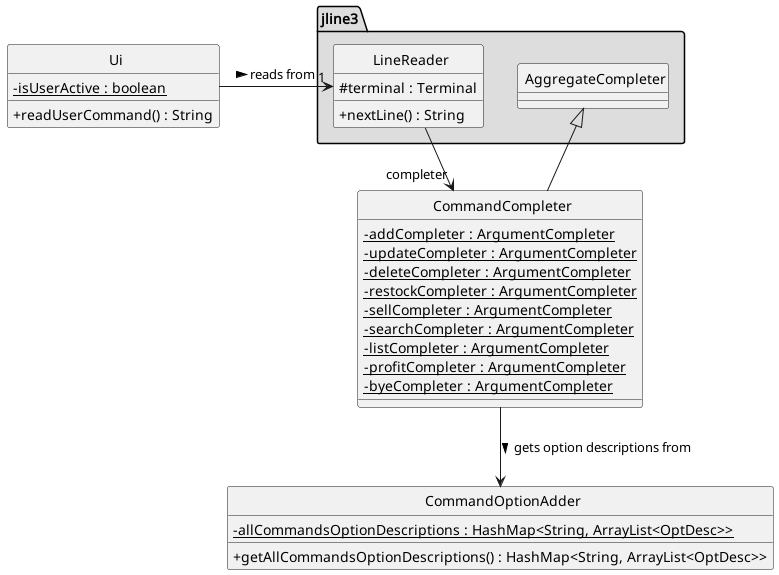 jline3
Ui
-isUserActive : boolean
+readUserCommand() : String
reads from
1
LineReader
#terminal : Terminal
+nextLine() : String
AggregateCompleter
completer
CommandCompleter
-addCompleter : ArgumentCompleter
-updateCompleter : ArgumentCompleter
-deleteCompleter : ArgumentCompleter
-restockCompleter : ArgumentCompleter
-sellCompleter : ArgumentCompleter
-searchCompleter : ArgumentCompleter
-listCompleter : ArgumentCompleter
-profitCompleter : ArgumentCompleter
-byeCompleter : ArgumentCompleter
gets option descriptions from
CommandOptionAdder
-allCommandsOptionDescriptions : HashMap<String, ArrayList<OptDesc>>
+getAllCommandsOptionDescriptions() : HashMap<String, ArrayList<OptDesc>>